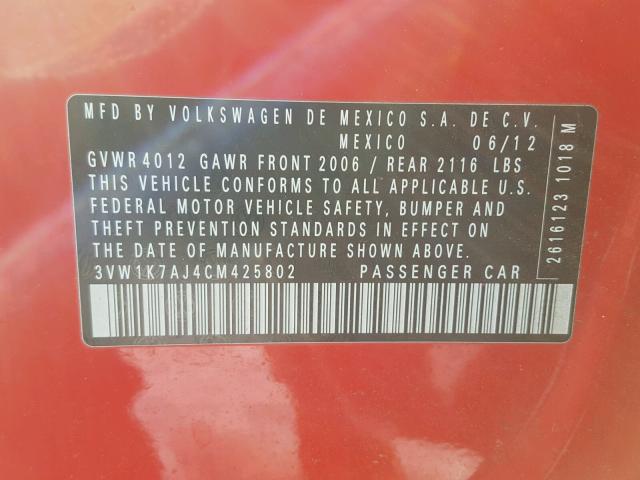 MFD BY VOLKSWAGEN DE MEXICO S.A. DE C.V.
MEXICO 06/12
GVWR 4012 GAWR FRONT 2006 / REAR 2116 LBS
THIS VEHICLE CONFORMS TO ALL APPLICABLE U.S.
FEDERAL MOTOR VEHICLE SAFETY, BUMPER AND
THEFT PREVENTION STANDARDS IN EFFECT ON
THE DATE OF MANUFACTURE SHOWN ABOVE.
3VW1K7AJ4CM425802 PASSENGER CAR
2616123 1018 M